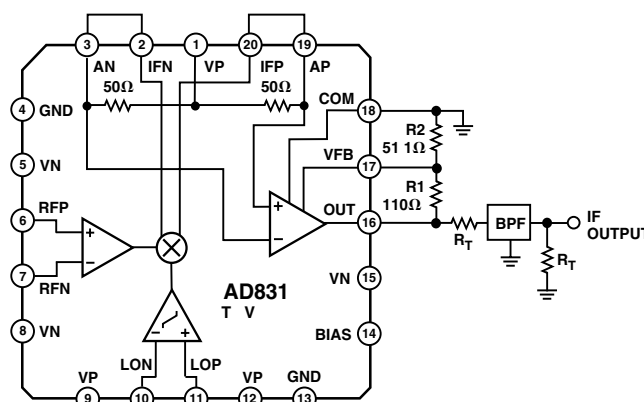 3 2 1 20 19
AN IFN VP IFP AP
50Ω 50Ω
COM 18
4 GND
R2
51 1Ω
VFB 17
5 VN
R1
110Ω
OUT 16
6 RFP
+ +
BPF
IF
OUTPUT
RT
RT
− −
7 RFN
VN 15
AD831
T V
8 VN
− +
BIAS 14
LON LOP
VP VP GND
9 10 11 12 13